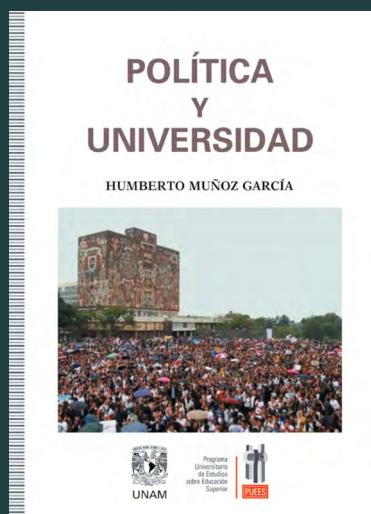 POLÍTICA
Y
UNIVERSIDAD
HUMBERTO MUÑOZ GARCÍA
UNAM
Programa
Universitario
de Estudios
sobre Educación
Superior
PUEES